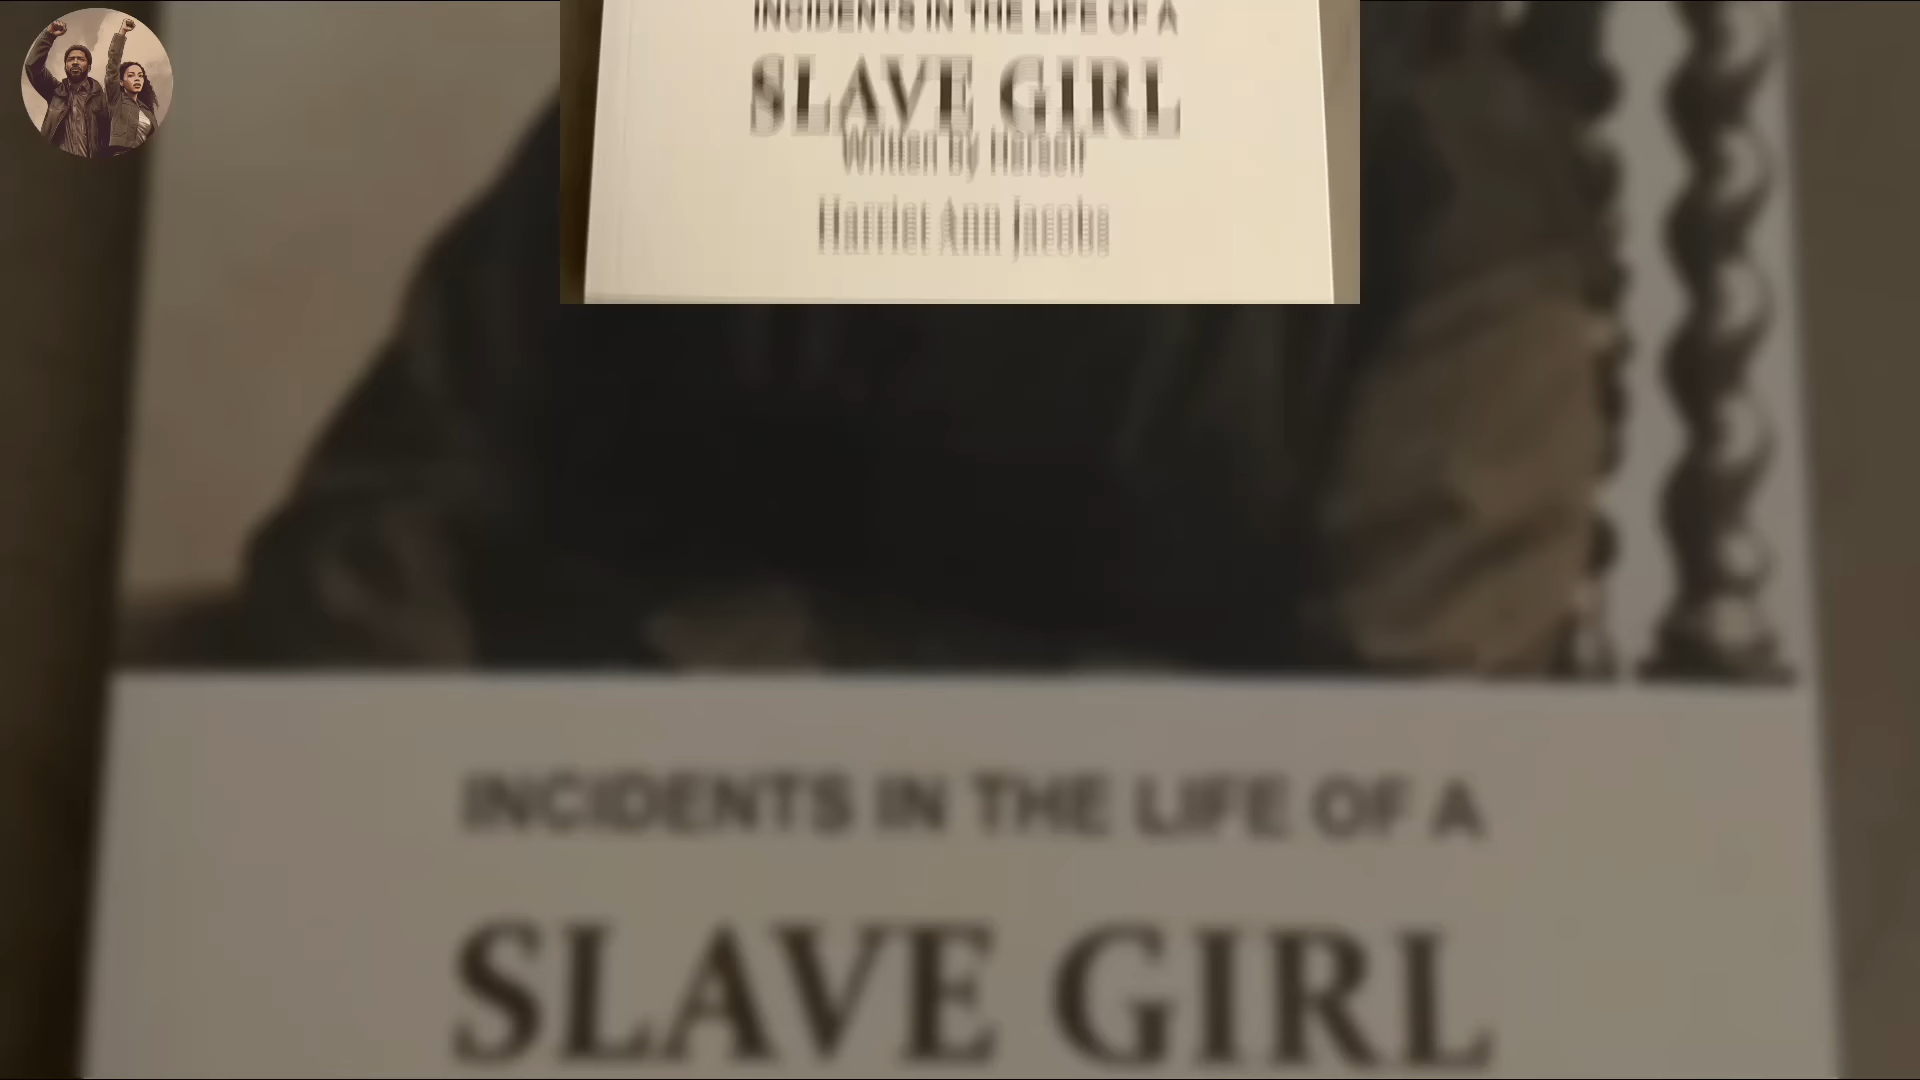 INCIDENTS IN THE LIFE OF A
SLAVE GIRL
Written by Herself
Harriet Ann Jacobs
INCIDENTS IN THE LIFE OF A
SLAVE GIRL